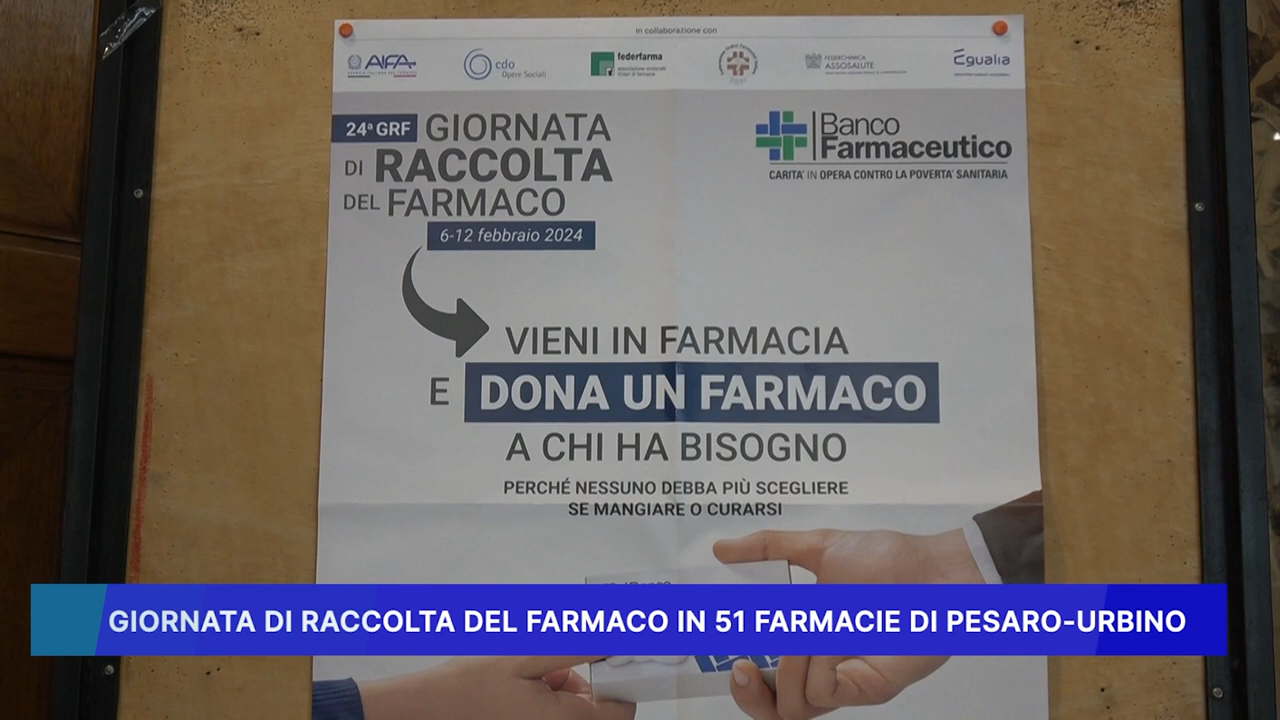 in collaborazione con
AIFA
cdo
Opere Sociali
federfarma
FEDERCHIMICA
ASSOSALUTE
Egualia
24ª GRF GIORNATA
DI RACCOLTA
DEL FARMACO
6-12 febbraio 2024
Banco
Farmaceutico
CARITA' IN OPERA CONTRO LA POVERTA' SANITARIA
VIENI IN FARMACIA
E DONA UN FARMACO
A CHI HA BISOGNO
PERCHÉ NESSUNO DEBBA PIÙ SCEGLIERE
SE MANGIARE O CURARSI
GIORNATA DI RACCOLTA DEL FARMACO IN 51 FARMACIE DI PESARO-URBINO